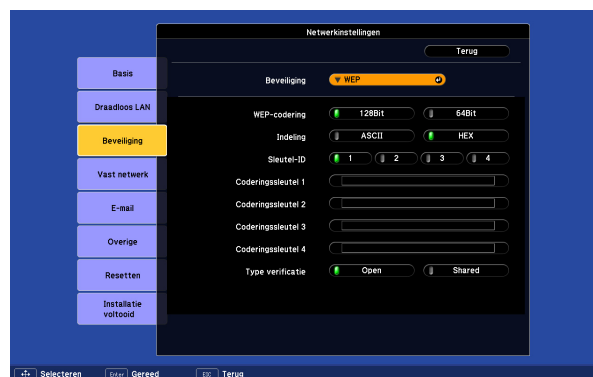 Netwerkinstellingen
Terug
Basis
Draadloos LAN
Beveiliging
Vast netwerk
E-mail
Overige
Resetten
Installatie
voltooid
Beveiliging WEP
WEP-codering 128Bit 64Bit
Indeling ASCII HEX
Sleutel-ID 1 2 3 4
Coderingssleutel 1
Coderingssleutel 2
Coderingssleutel 3
Coderingssleutel 4
Type verificatie Open Shared
Selecteren Enter Gereed ESC Terug